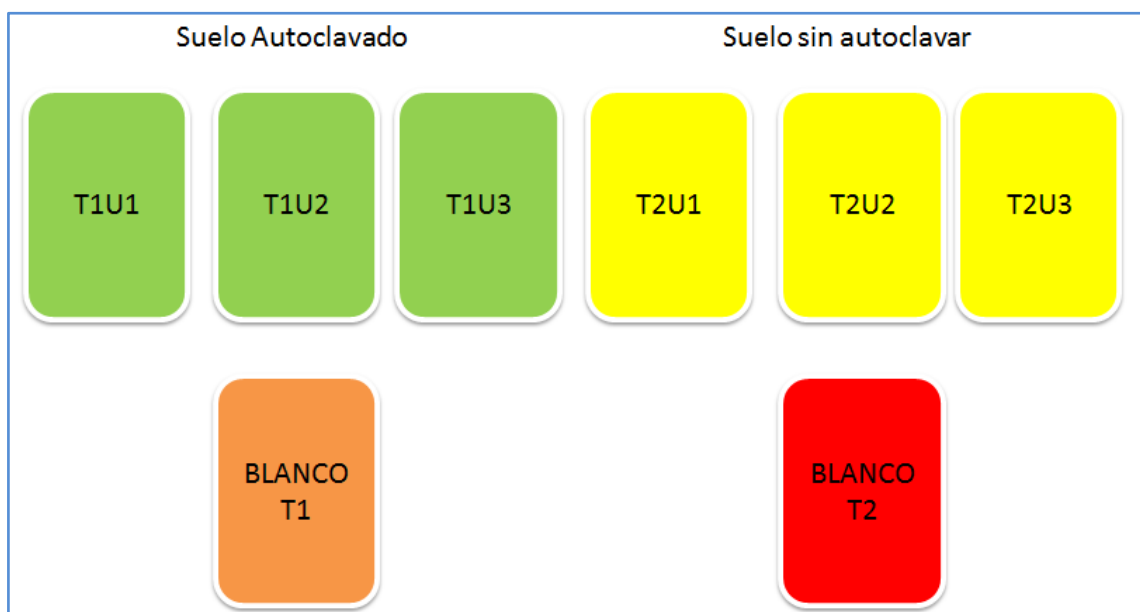 Suelo Autoclavado
Suelo sin autoclavar
T1U1
T1U2
T1U3
T2U1
T2U2
T2U3
BLANCO
T1
BLANCO
T2